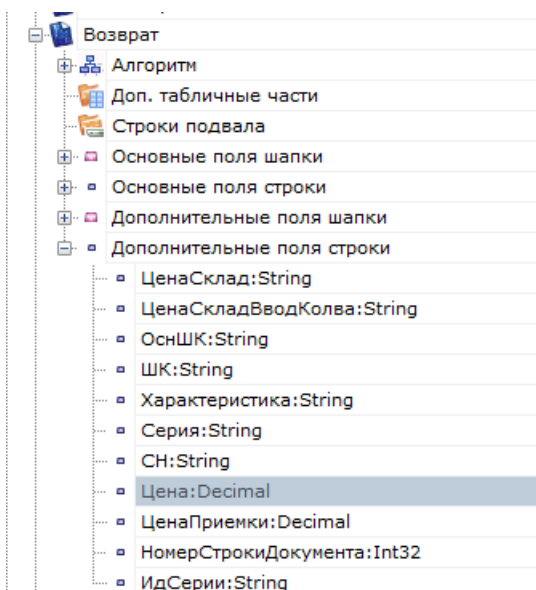 Возврат
Алгоритм
Доп. табличные части
Строки подвала
Основные поля шапки
Основные поля строки
Дополнительные поля шапки
Дополнительные поля строки
ЦенаСклад:String
ЦенаСкладВводКолва:String
ОснШК:String
ШК:String
Характеристика:String
Серия:String
СН:String
Цена:Decimal
ЦенаПриемки:Decimal
НомерСтрокиДокумента:Int32
ИдСерии:String